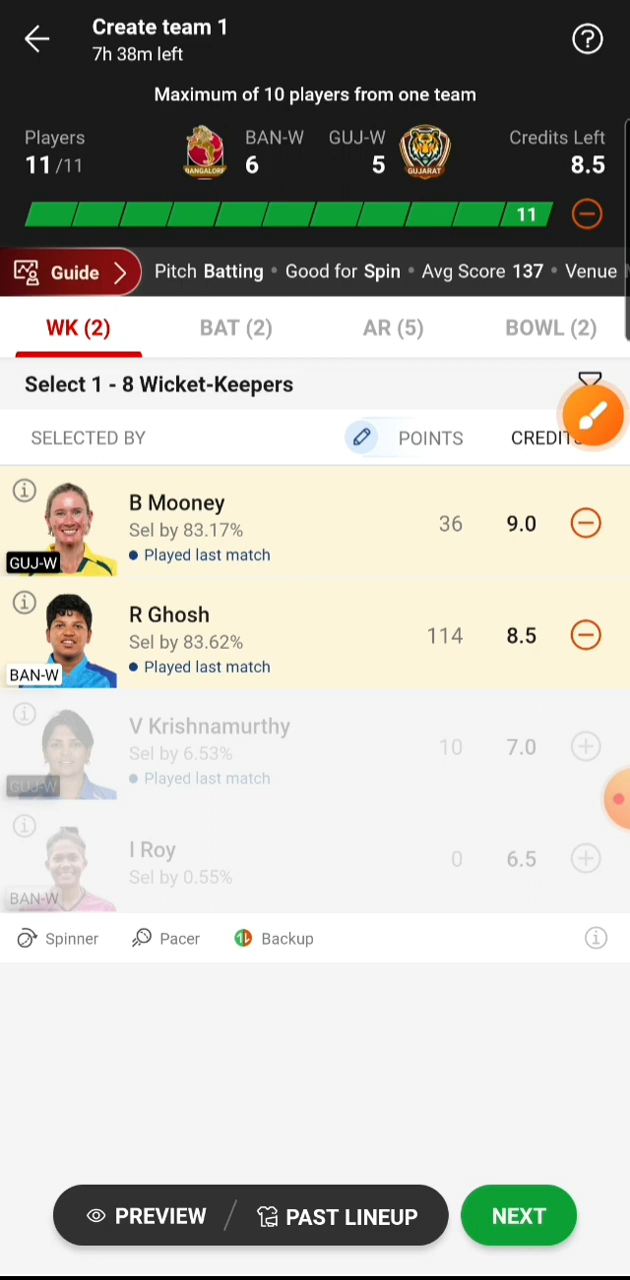 Create team 1
7h 38m left
Maximum of 10 players from one team
Players BAN-W GUJ-W Credits Left
11/11 6 5 8.5
BANGALORE GUJARAT
11
Guide Pitch Batting • Good for Spin • Avg Score 137 • Venue
WK (2) BAT (2) AR (5) BOWL (2)
Select 1 - 8 Wicket-Keepers
SELECTED BY POINTS CREDITS
B Mooney
Sel by 83.17% 36 9.0
Played last match
GUJ-W
R Ghosh
Sel by 83.62% 114 8.5
Played last match
BAN-W
V Krishnamurthy
Sel by 6.53% 10 7.0
Played last match
GUJ-W
I Roy
Sel by 0.55% 0 6.5
BAN-W
Spinner Pacer Backup
PREVIEW / PAST LINEUP NEXT